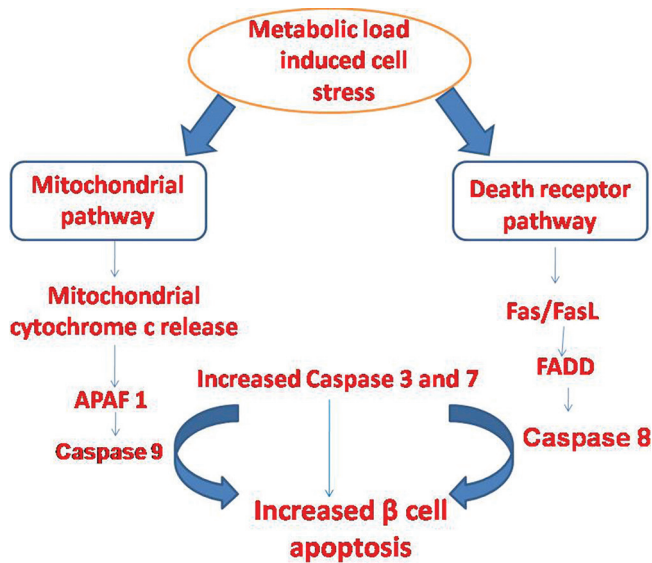 Metabolic load
induced cell
stress
Mitochondrial
pathway
Death receptor
pathway
Mitochondrial
cytochrome c release
Fas/FasL
FADD
Increased Caspase 3 and 7
APAF 1
Caspase 9
Caspase 8
Increased β cell
apoptosis